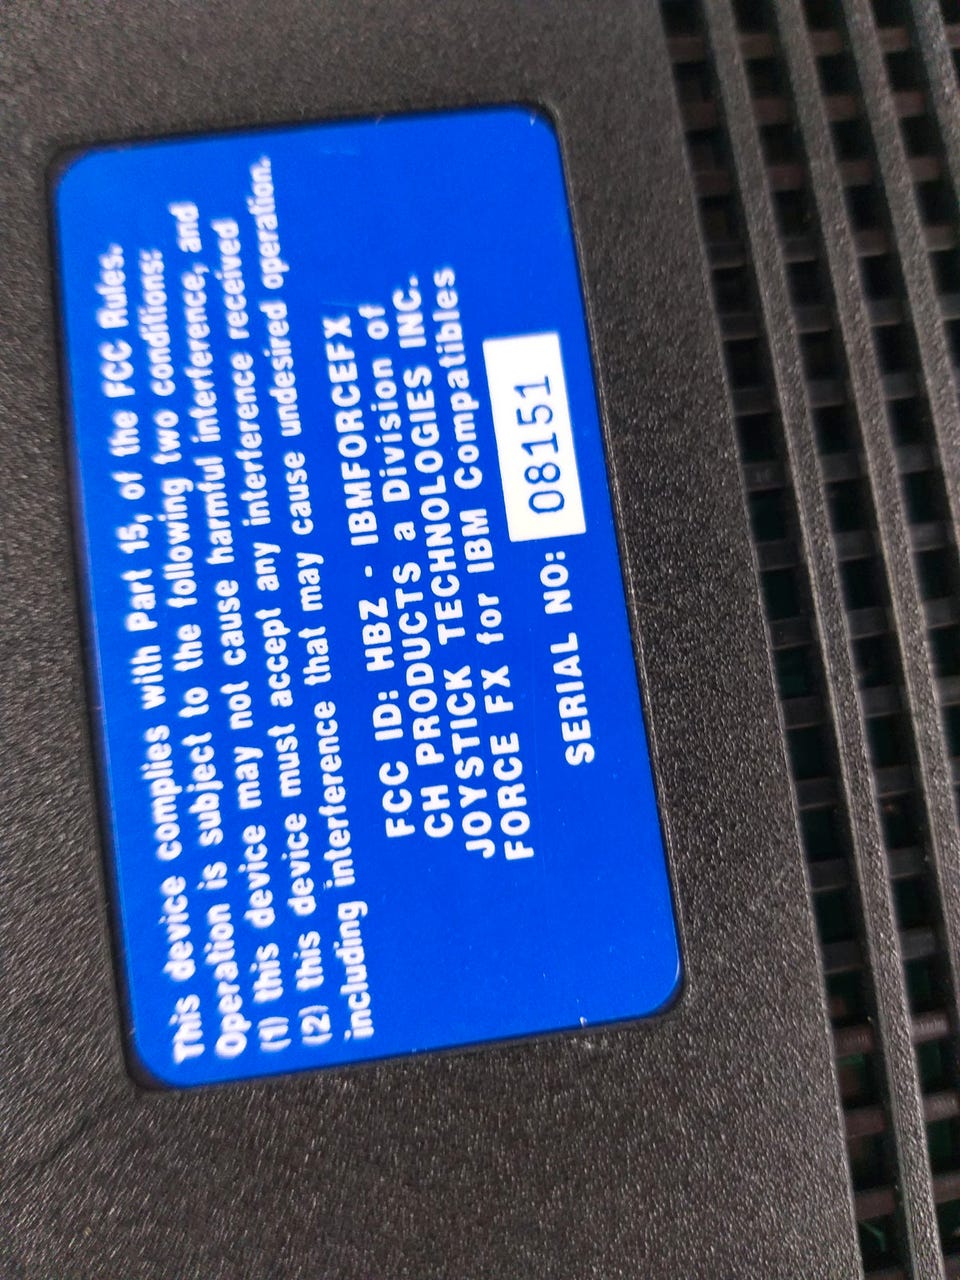 This device complies with Part 15, of the FCC Rules.
Operation is subject to the following two conditions:
(1) this device may not cause harmful interference, and
(2) this device must accept any interference received
including interference that may cause undesired operation.
FCC ID: HBZ - IBMFORCEFX
CH PRODUCTS a Division of
JOYSTICK TECHNOLOGIES INC.
FORCE FX for IBM Compatibles
SERIAL NO: 08151